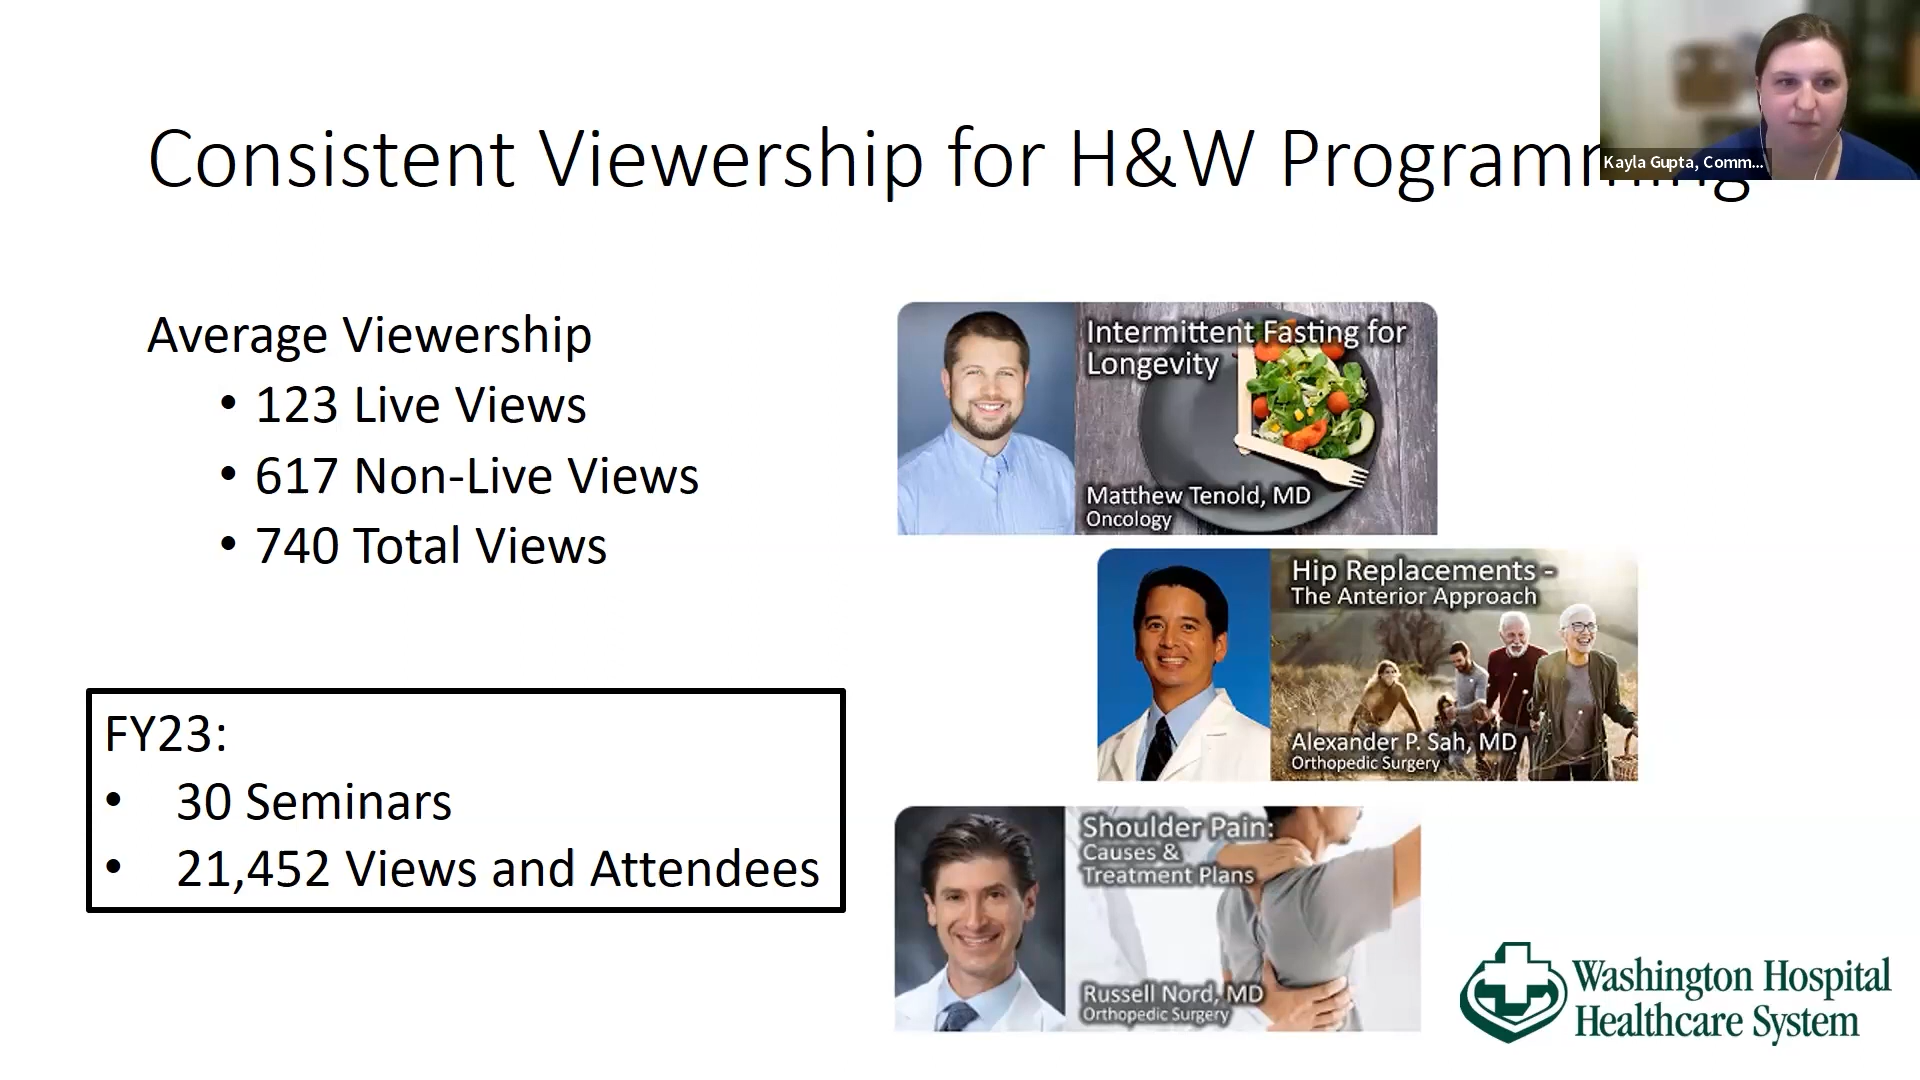 Consistent Viewership for H&W Programming
Kayla Gupta, Comm...
Average Viewership
• 123 Live Views
• 617 Non-Live Views
• 740 Total Views
FY23:
• 30 Seminars
• 21,452 Views and Attendees
Intermittent Fasting for
Longevity
Matthew Tenold, MD
Oncology
Hip Replacements -
The Anterior Approach
Alexander P. Sah, MD
Orthopedic Surgery
Shoulder Pain:
Causes &
Treatment Plans
Russell Nord, MD
Orthopedic Surgery
Washington Hospital
Healthcare System